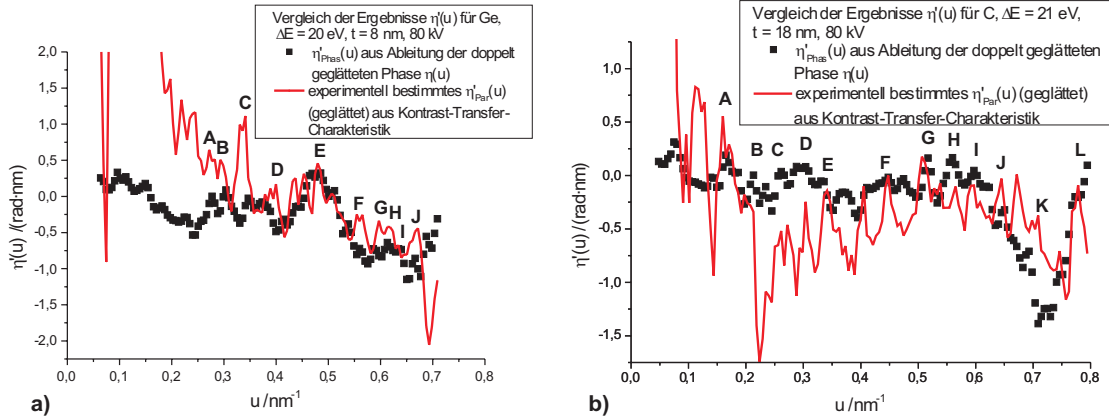 Vergleich der Ergebnisse η'(u) für Ge,
ΔE = 20 eV, t = 8 nm, 80 kV
η'Phas(u) aus Ableitung der doppelt
geglätteten Phase η(u)
experimentell bestimmtes η'Par(u)
(geglättet) aus Kontrast-Transfer-
Charakteristik
2,0
1,5
1,0
0,5
0,0
-0,5
-1,0
-1,5
-2,0
η'(u) /(rad·nm)
A
B
C
D
E
F
G
H
I
J
0,0 0,1 0,2 0,3 0,4 0,5 0,6 0,7 0,8
u /nm-1
a)
Vergleich der Ergebnisse η'(u) für C, ΔE = 21 eV,
t = 18 nm, 80 kV
η'Phas(u) aus Ableitung der doppelt geglätteten
Phase η(u)
experimentell bestimmtes η'Par(u) (geglättet)
aus Kontrast-Transfer-Charakteristik
1,0
0,5
0,0
-0,5
-1,0
-1,5
η'(u) /(rad·nm)
A
B
C
D
E
F
G
H
I
J
K
L
0,0 0,1 0,2 0,3 0,4 0,5 0,6 0,7 0,8
u /nm-1
b)